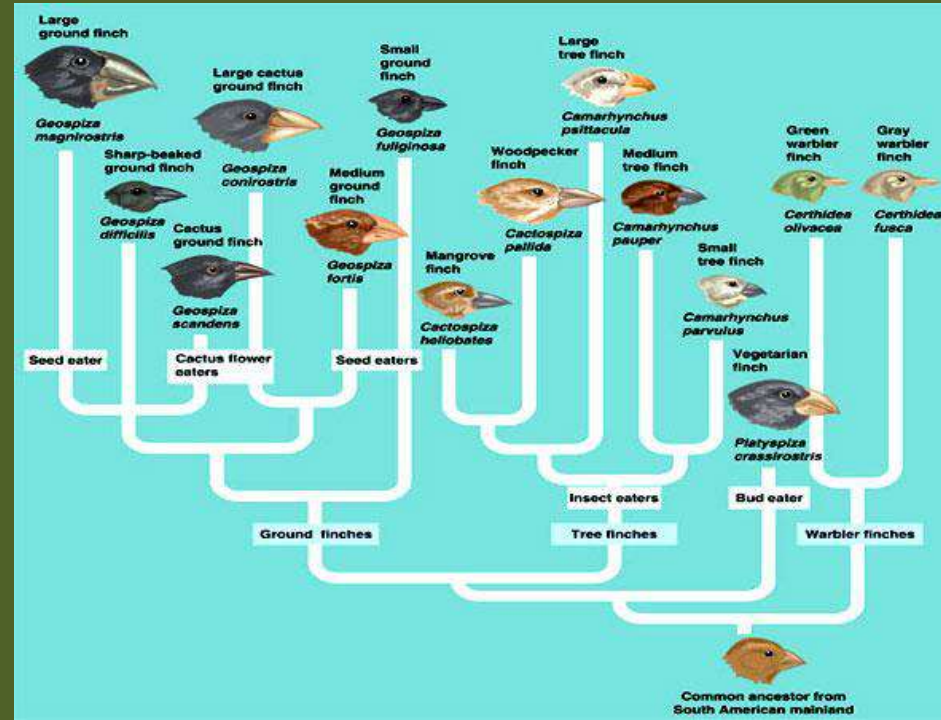 Large
ground finch
Geospiza
magnirostris
Sharp-beaked
ground finch
Geospiza
difficilis
Large cactus
ground finch
Geospiza
conirostris
Cactus
ground finch
Geospiza
scandens
Small
ground
finch
Geospiza
fuliginosa
Medium
ground
finch
Geospiza
fortis
Large
tree finch
Camarhynchus
psittacula
Woodpecker
finch
Cactospiza
pallida
Mangrove
finch
Cactospiza
heliobates
Medium
tree finch
Camarhynchus
pauper
Small
tree finch
Camarhynchus
parvulus
Green
warbler
finch
Certhidea
olivacea
Gray
warbler
finch
Certhidea
fusca
Vegetarian
finch
Platyspiza
crassirostris
Seed eater
Cactus flower
eaters
Seed eaters
Insect eaters
Bud eater
Ground finches
Tree finches
Warbler finches
Common ancestor from
South American mainland